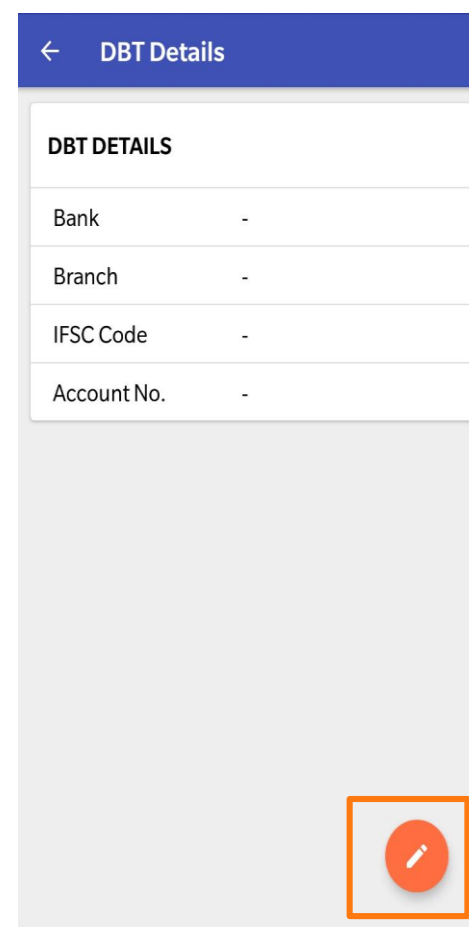 DBT Details
DBT DETAILS
Bank -
Branch -
IFSC Code -
Account No. -